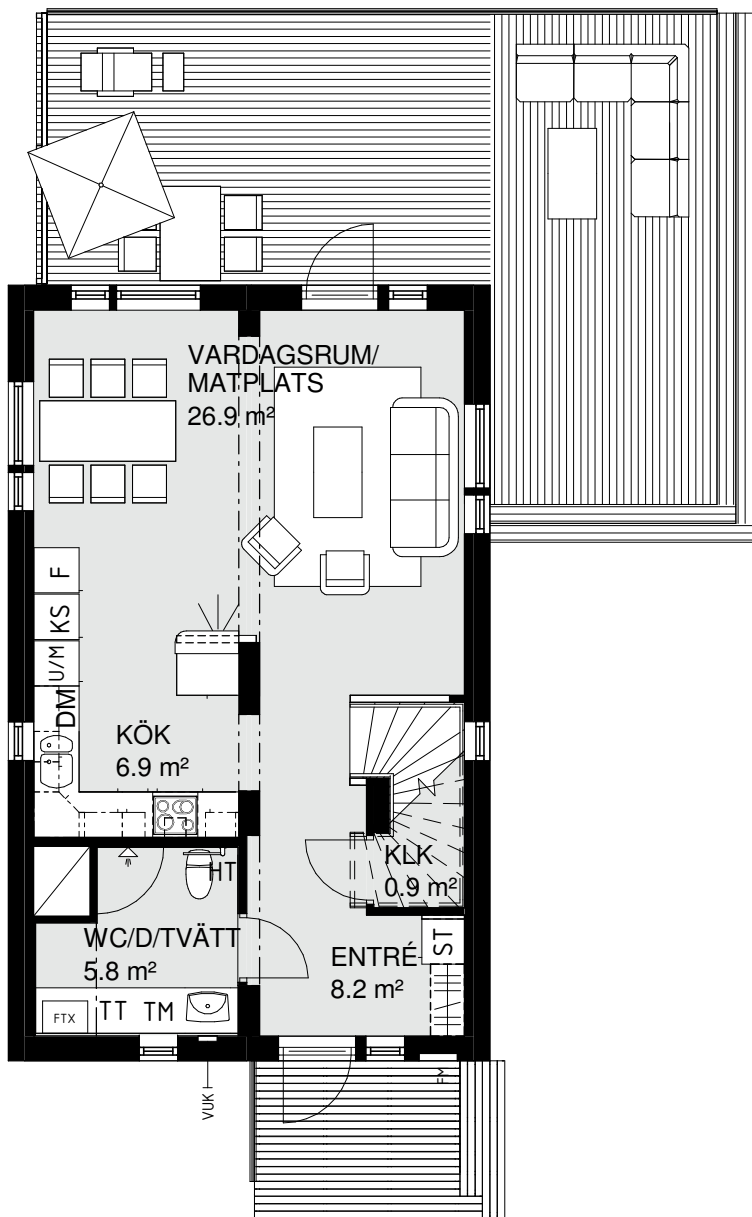 VARDAGSRUM/
MATPLATS
26.9 m²
F
KS
U/M
DM
KÖK
6.9 m²
KLK
0.9 m²
HT
WC/D/TVÄTT
5.8 m²
ENTRÉ
8.2 m²
ST
FTX
TT TM
VUK